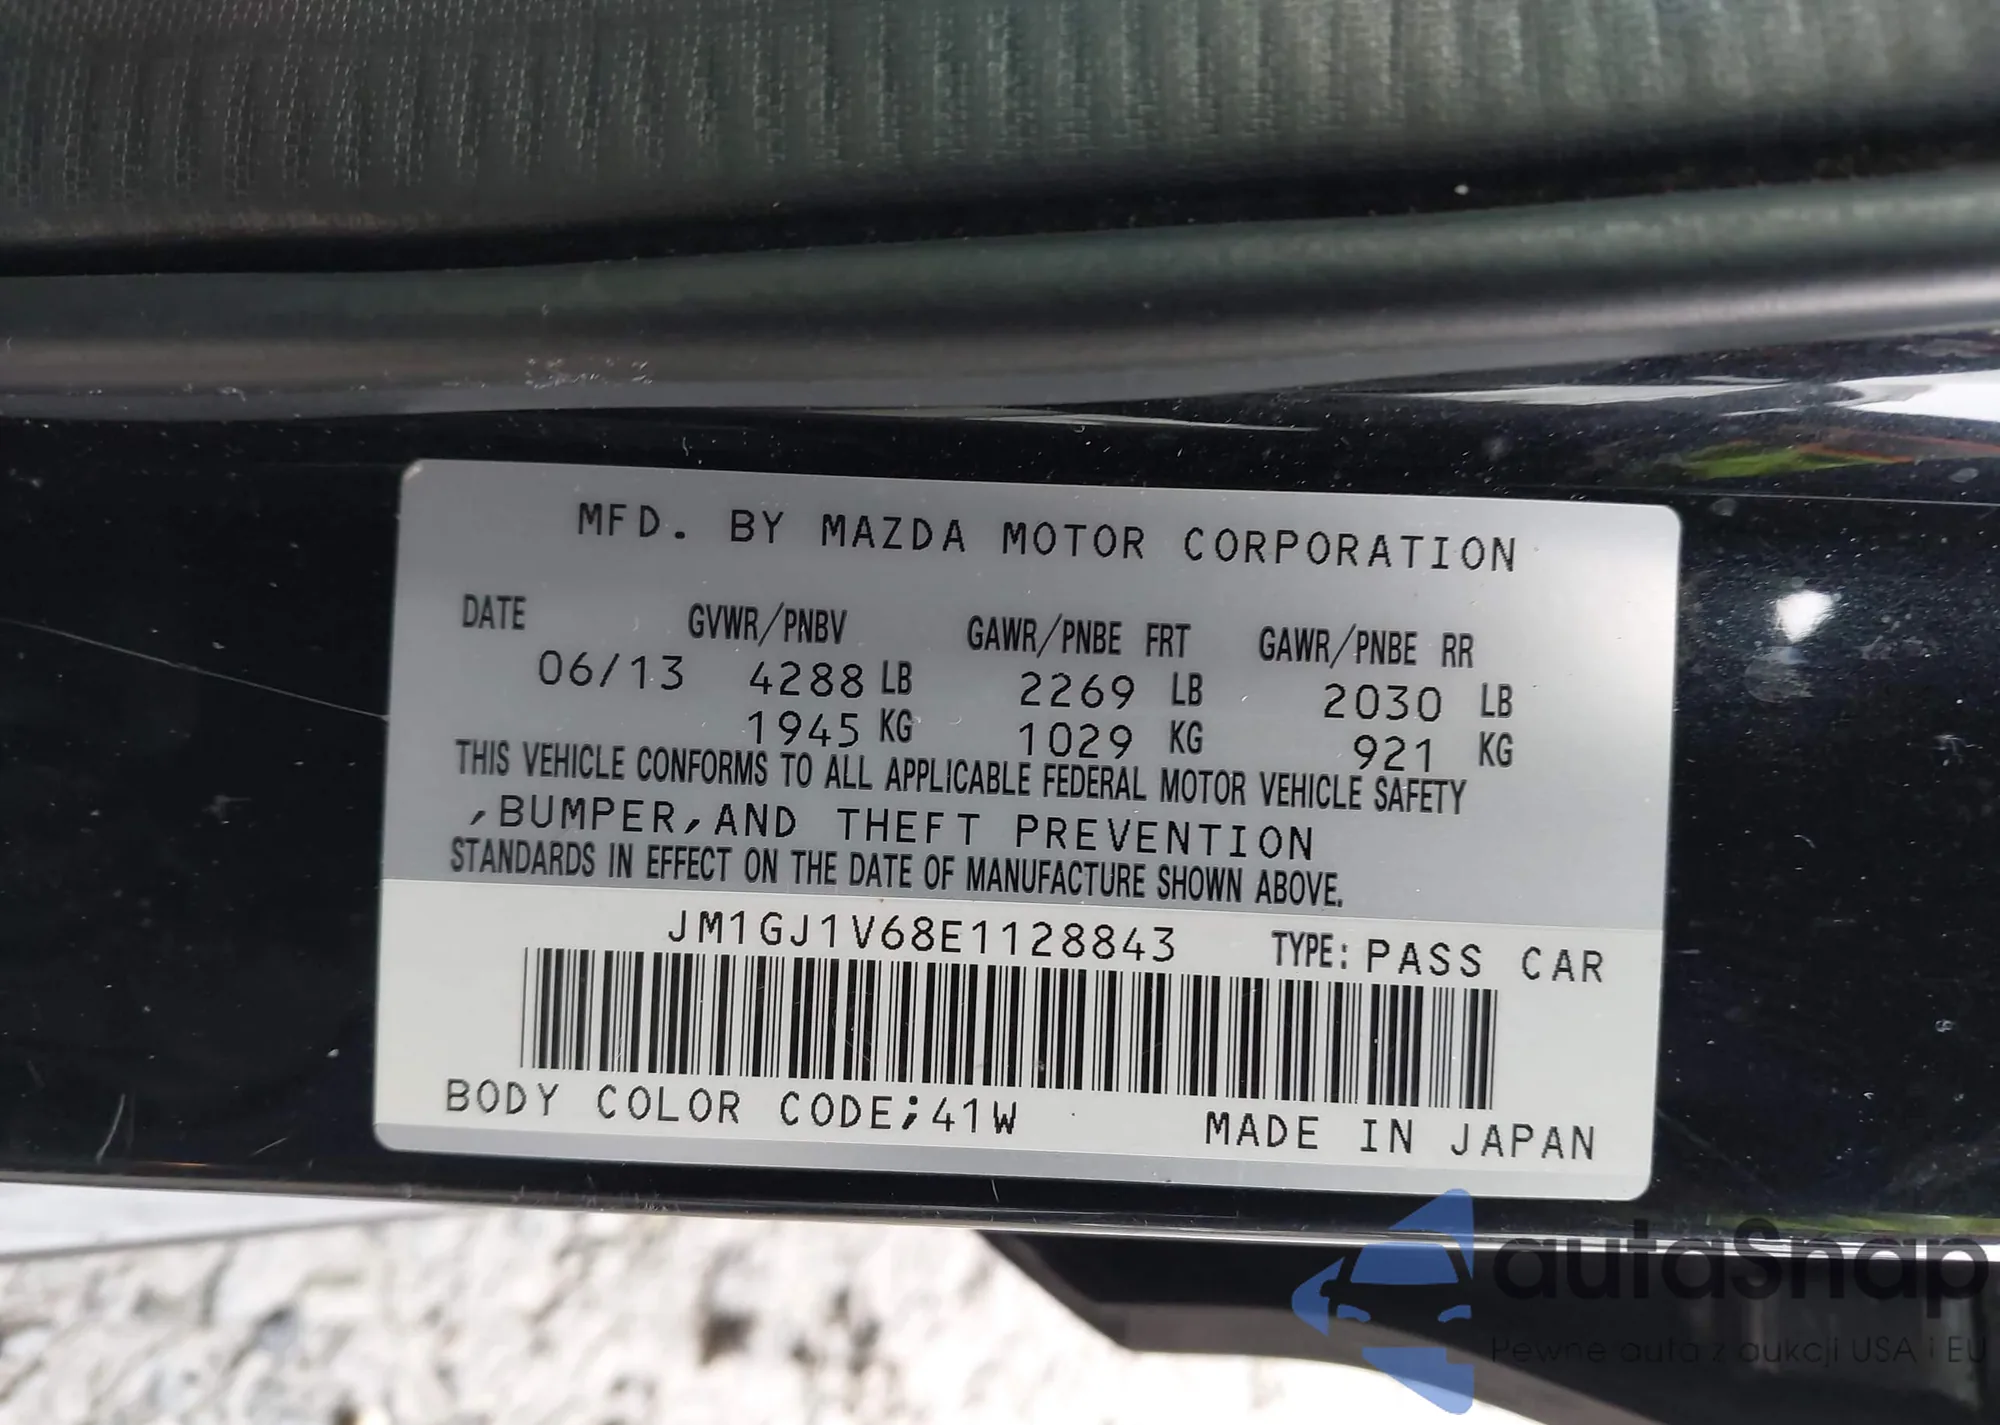 MFD. BY MAZDA MOTOR CORPORATION
DATE GVWR/PNBV GAWR/PNBE FRT GAWR/PNBE RR
06/13 4288 LB 2269 LB 2030 LB
1945 KG 1029 KG 921 KG
THIS VEHICLE CONFORMS TO ALL APPLICABLE FEDERAL MOTOR VEHICLE SAFETY
,BUMPER,AND THEFT PREVENTION
STANDARDS IN EFFECT ON THE DATE OF MANUFACTURE SHOWN ABOVE.
JM1GJ1V68E1128843 TYPE: PASS CAR
BODY COLOR CODE;41W MADE IN JAPAN
autaSnap
Pewne auta z aukcji USA i EU